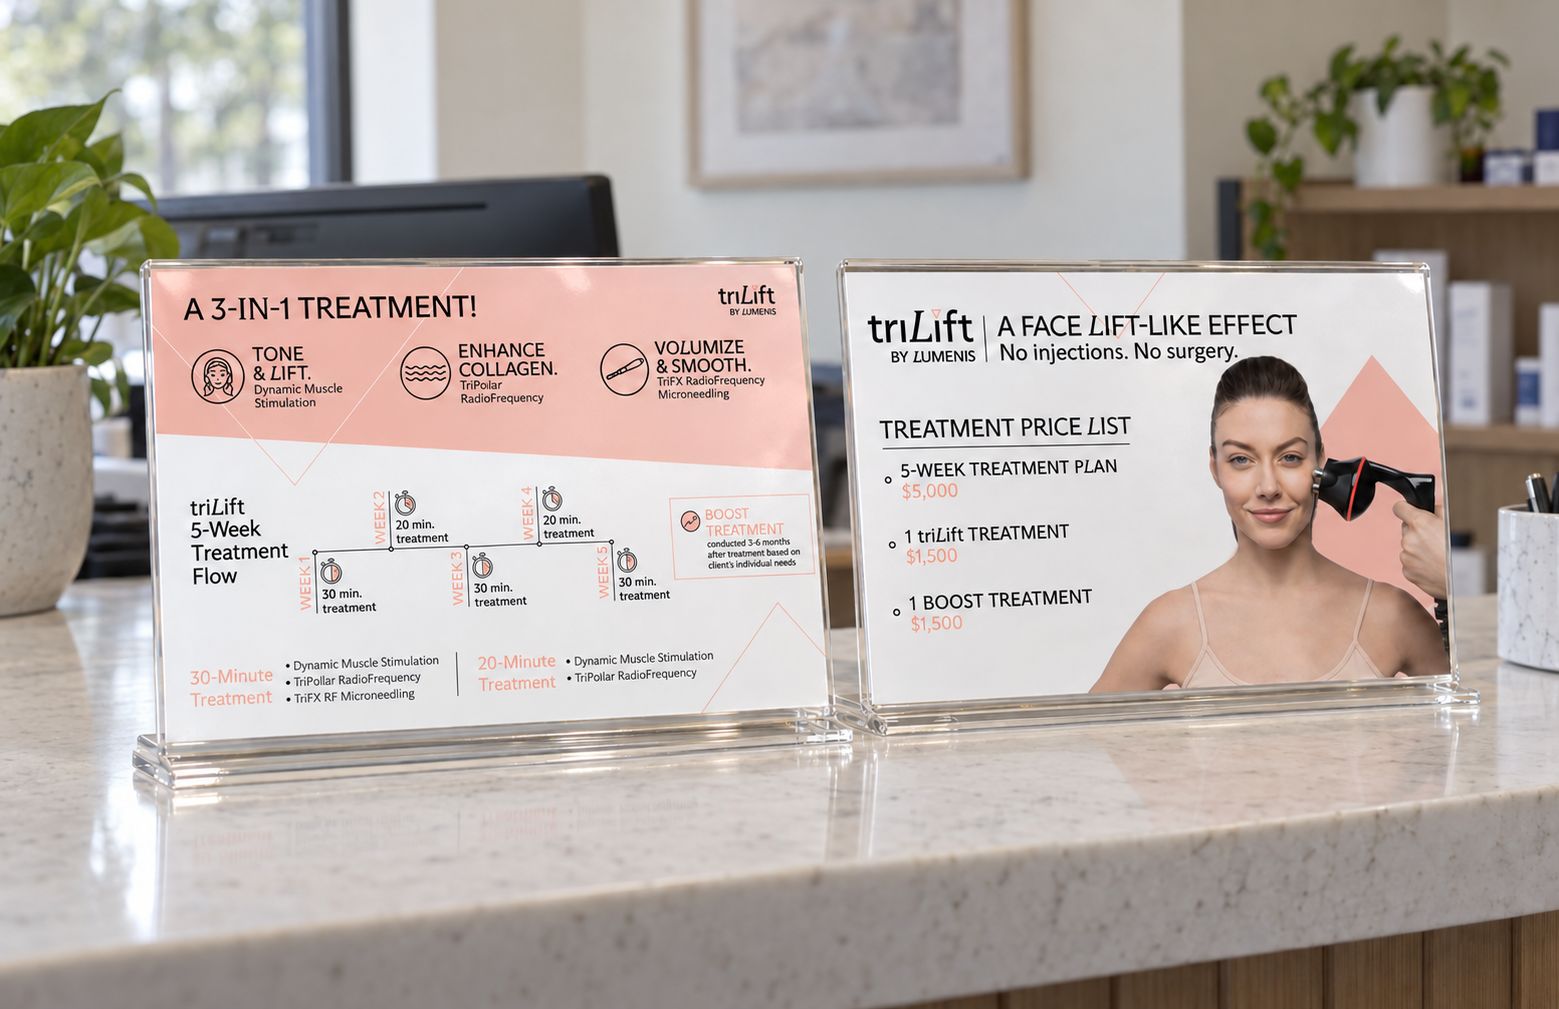 A 3-IN-1 TREATMENT!
triLift
BY LUMENIS
TONE
& LIFT.
Dynamic Muscle
Stimulation
ENHANCE
COLLAGEN.
TriPolar
RadioFrequency
VOLUMIZE
& SMOOTH.
TriFX RadioFrequency
Microneedling
triLift
5-Week
Treatment
Flow
WEEK 1
30 min.
treatment
WEEK 2
20 min.
treatment
WEEK 3
30 min.
treatment
WEEK 4
20 min.
treatment
WEEK 5
30 min.
treatment
BOOST
TREATMENT
conducted 3-6 months
after treatment based on
client's individual needs
30-Minute
Treatment
• Dynamic Muscle Stimulation
• TriPollar RadioFrequency
• TriFX RF Microneedling
20-Minute
Treatment
• Dynamic Muscle Stimulation
• TriPollar RadioFrequency
triLift
BY LUMENIS
A FACE LIFT-LIKE EFFECT
No injections. No surgery.
TREATMENT PRICE LIST
5-WEEK TREATMENT PLAN
$5,000
1 triLift TREATMENT
$1,500
1 BOOST TREATMENT
$1,500